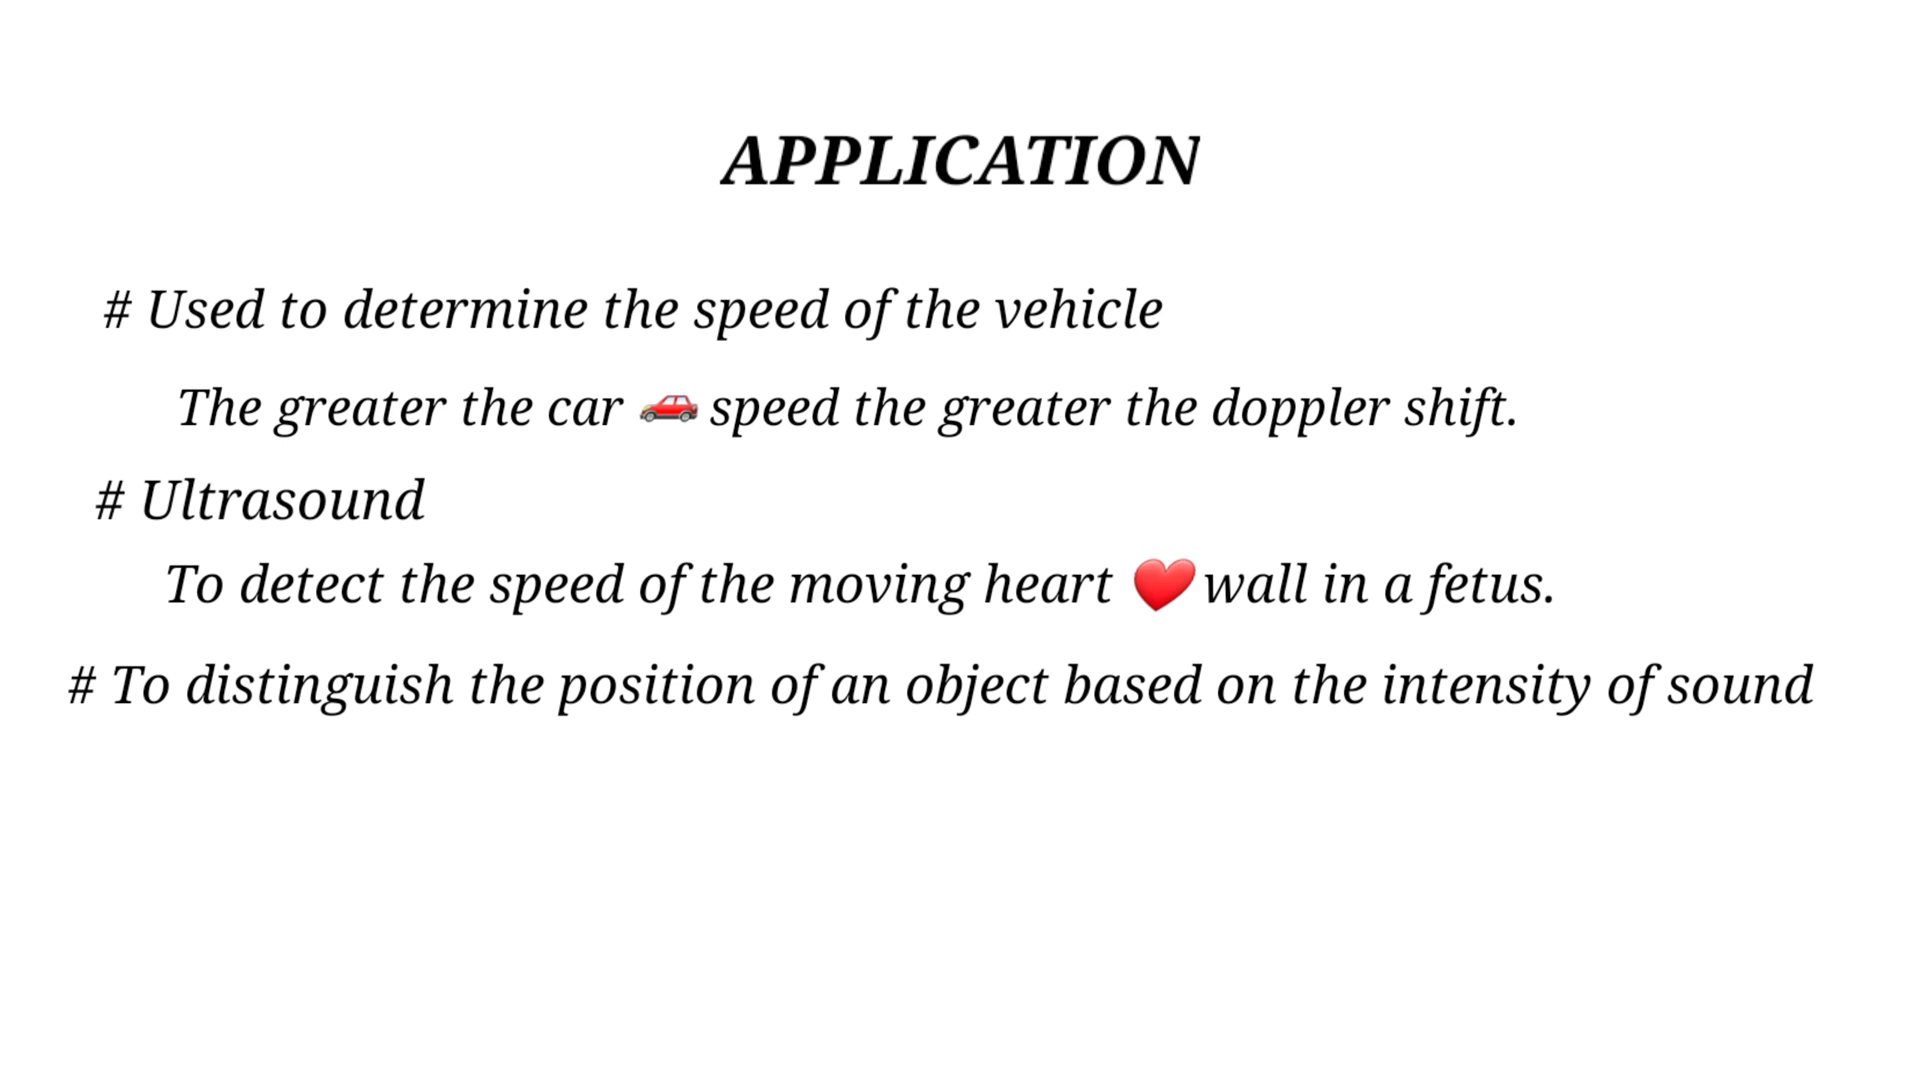 APPLICATION
# Used to determine the speed of the vehicle
The greater the car 🚗 speed the greater the doppler shift.
# Ultrasound
To detect the speed of the moving heart ❤️ wall in a fetus.
# To distinguish the position of an object based on the intensity of sound